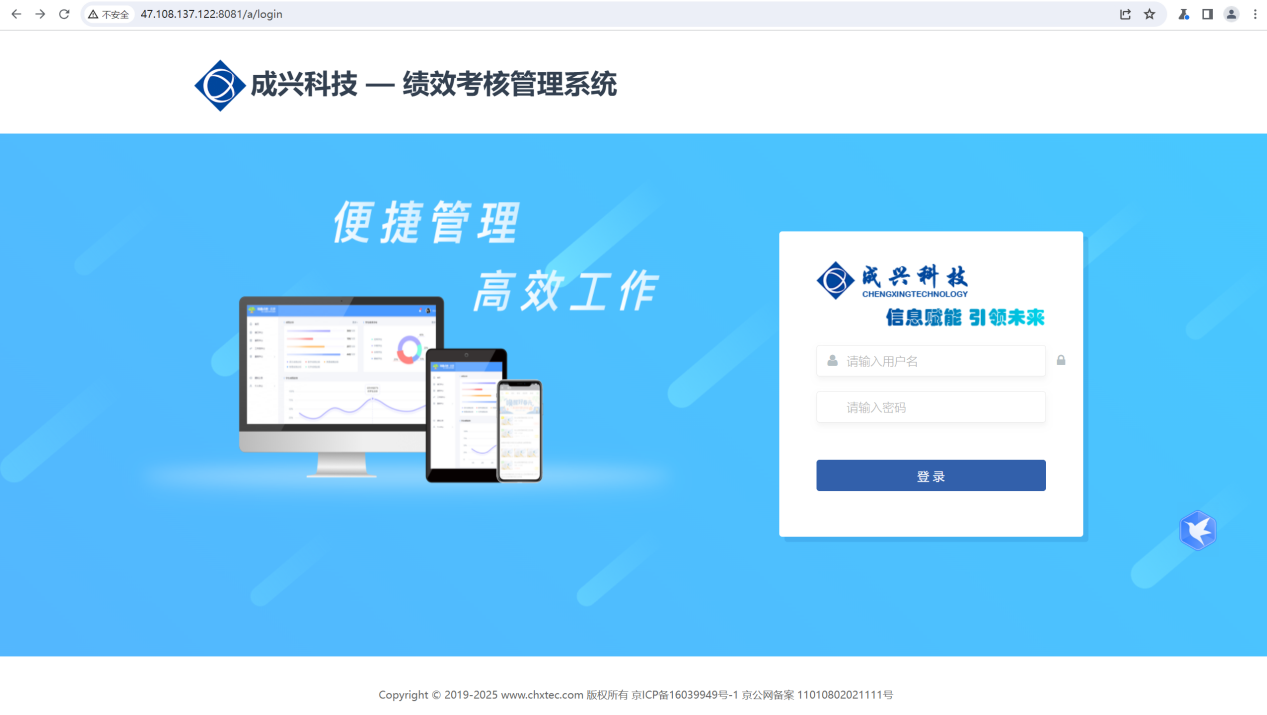 不安全 47.108.137.122:8081/a/login
成兴科技 — 绩效考核管理系统
便捷管理
高效工作
成兴科技
CHENGXINGTECHNOLOGY
信息赋能 引领未来
请输入用户名
请输入密码
登 录
Copyright © 2019-2025 www.chxtec.com 版权所有 京ICP备16039949号-1 京公网备案 11010802021111号